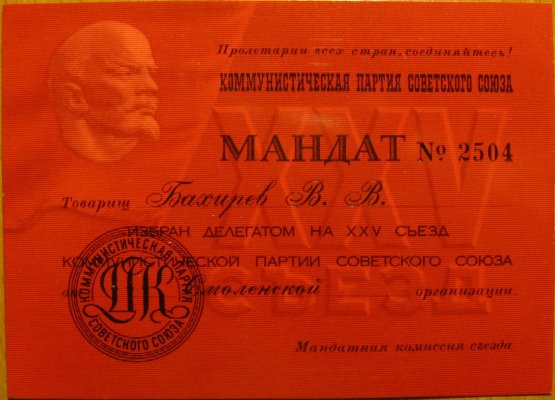 Пролетарии всех стран, соединяйтесь!
КОММУНИСТИЧЕСКАЯ ПАРТИЯ СОВЕТСКОГО СОЮЗА
МАНДАТ № 2504
Товарищ Бахирев В. В.
ИЗБРАН ДЕЛЕГАТОМ НА XXV СЪЕЗД
КОММУНИСТИЧЕСКОЙ ПАРТИИ СОВЕТСКОГО СОЮЗА
от Смоленской организации.
Мандатная комиссия съезда
КОММУНИСТИЧЕСКАЯ ПАРТИЯ
СОВЕТСКОГО СОЮЗА
ЦК
XXV
СЪЕЗД